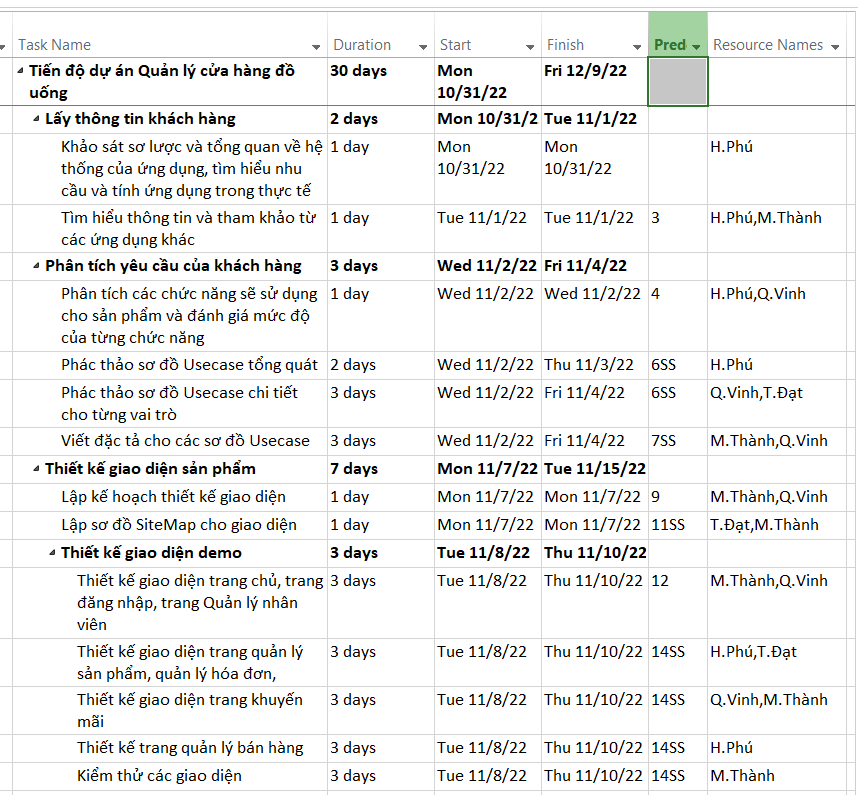 Task Name Duration Start Finish Pred Resource Names
Tiến độ dự án Quản lý cửa hàng đồ 30 days Mon Fri 12/9/22
uống 10/31/22
Lấy thông tin khách hàng 2 days Mon 10/31/2 Tue 11/1/22
Khảo sát sơ lược và tổng quan về hệ 1 day Mon Mon H.Phú
thống của ứng dụng, tìm hiểu nhu 10/31/22 10/31/22
cầu và tính ứng dụng trong thực tế
Tìm hiểu thông tin và tham khảo từ 1 day Tue 11/1/22 Tue 11/1/22 3 H.Phú,M.Thành
các ứng dụng khác
Phân tích yêu cầu của khách hàng 3 days Wed 11/2/22 Fri 11/4/22
Phân tích các chức năng sẽ sử dụng 1 day Wed 11/2/22 Wed 11/2/22 4 H.Phú,Q.Vinh
cho sản phẩm và đánh giá mức độ
của từng chức năng
Phác thảo sơ đồ Usecase tổng quát 2 days Wed 11/2/22 Thu 11/3/22 6SS H.Phú
Phác thảo sơ đồ Usecase chi tiết 3 days Wed 11/2/22 Fri 11/4/22 6SS Q.Vinh,T.Đạt
cho từng vai trò
Viết đặc tả cho các sơ đồ Usecase 3 days Wed 11/2/22 Fri 11/4/22 7SS M.Thành,Q.Vinh
Thiết kế giao diện sản phẩm 7 days Mon 11/7/22 Tue 11/15/22
Lập kế hoạch thiết kế giao diện 1 day Mon 11/7/22 Mon 11/7/22 9 M.Thành,Q.Vinh
Lập sơ đồ SiteMap cho giao diện 1 day Mon 11/7/22 Mon 11/7/22 11SS T.Đạt,M.Thành
Thiết kế giao diện demo 3 days Tue 11/8/22 Thu 11/10/22
Thiết kế giao diện trang chủ, trang 3 days Tue 11/8/22 Thu 11/10/22 12 M.Thành,Q.Vinh
đăng nhập, trang Quản lý nhân
viên
Thiết kế giao diện trang quản lý 3 days Tue 11/8/22 Thu 11/10/22 14SS H.Phú,T.Đạt
sản phẩm, quản lý hóa đơn,
Thiết kế giao diện trang khuyến 3 days Tue 11/8/22 Thu 11/10/22 14SS Q.Vinh,M.Thành
mãi
Thiết kế trang quản lý bán hàng 3 days Tue 11/8/22 Thu 11/10/22 14SS H.Phú
Kiểm thử các giao diện 3 days Tue 11/8/22 Thu 11/10/22 14SS M.Thành